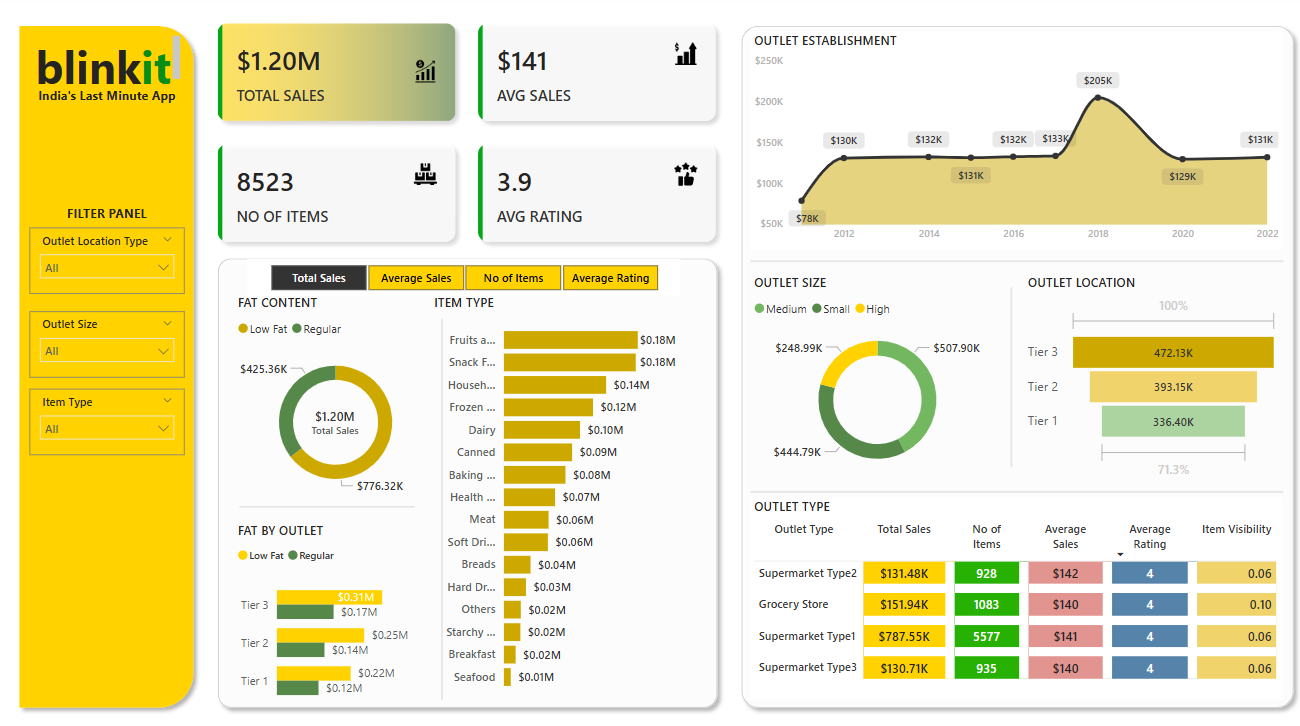 blinkit
India's Last Minute App
FILTER PANEL
Outlet Location Type
All
Outlet Size
All
Item Type
All
$1.20M
TOTAL SALES
$141
AVG SALES
8523
NO OF ITEMS
3.9
AVG RATING
Total Sales Average Sales No of Items Average Rating
FAT CONTENT
Low Fat Regular
$425.36K
$1.20M
Total Sales
$776.32K
FAT BY OUTLET
Low Fat Regular
Tier 3 $0.31M
$0.17M
Tier 2 $0.25M
$0.14M
Tier 1 $0.22M
$0.12M
ITEM TYPE
Fruits a... $0.18M
Snack F... $0.18M
Househ... $0.14M
Frozen ... $0.12M
Dairy $0.10M
Canned $0.09M
Baking ... $0.08M
Health ... $0.07M
Meat $0.06M
Soft Dri... $0.06M
Breads $0.04M
Hard Dr... $0.03M
Others $0.02M
Starchy ... $0.02M
Breakfast $0.02M
Seafood $0.01M
OUTLET ESTABLISHMENT
$250K
$200K
$150K
$100K
$50K
$78K
$130K
$132K
$131K
$132K
$133K
$205K
$129K
$131K
2012 2014 2016 2018 2020 2022
OUTLET SIZE
Medium Small High
$248.99K
$507.90K
$444.79K
OUTLET LOCATION
100%
Tier 3 472.13K
Tier 2 393.15K
Tier 1 336.40K
71.3%
OUTLET TYPE
Outlet Type Total Sales No of Items Average Sales Average Rating Item Visibility
Supermarket Type2 $131.48K 928 $142 4 0.06
Grocery Store $151.94K 1083 $140 4 0.10
Supermarket Type1 $787.55K 5577 $141 4 0.06
Supermarket Type3 $130.71K 935 $140 4 0.06